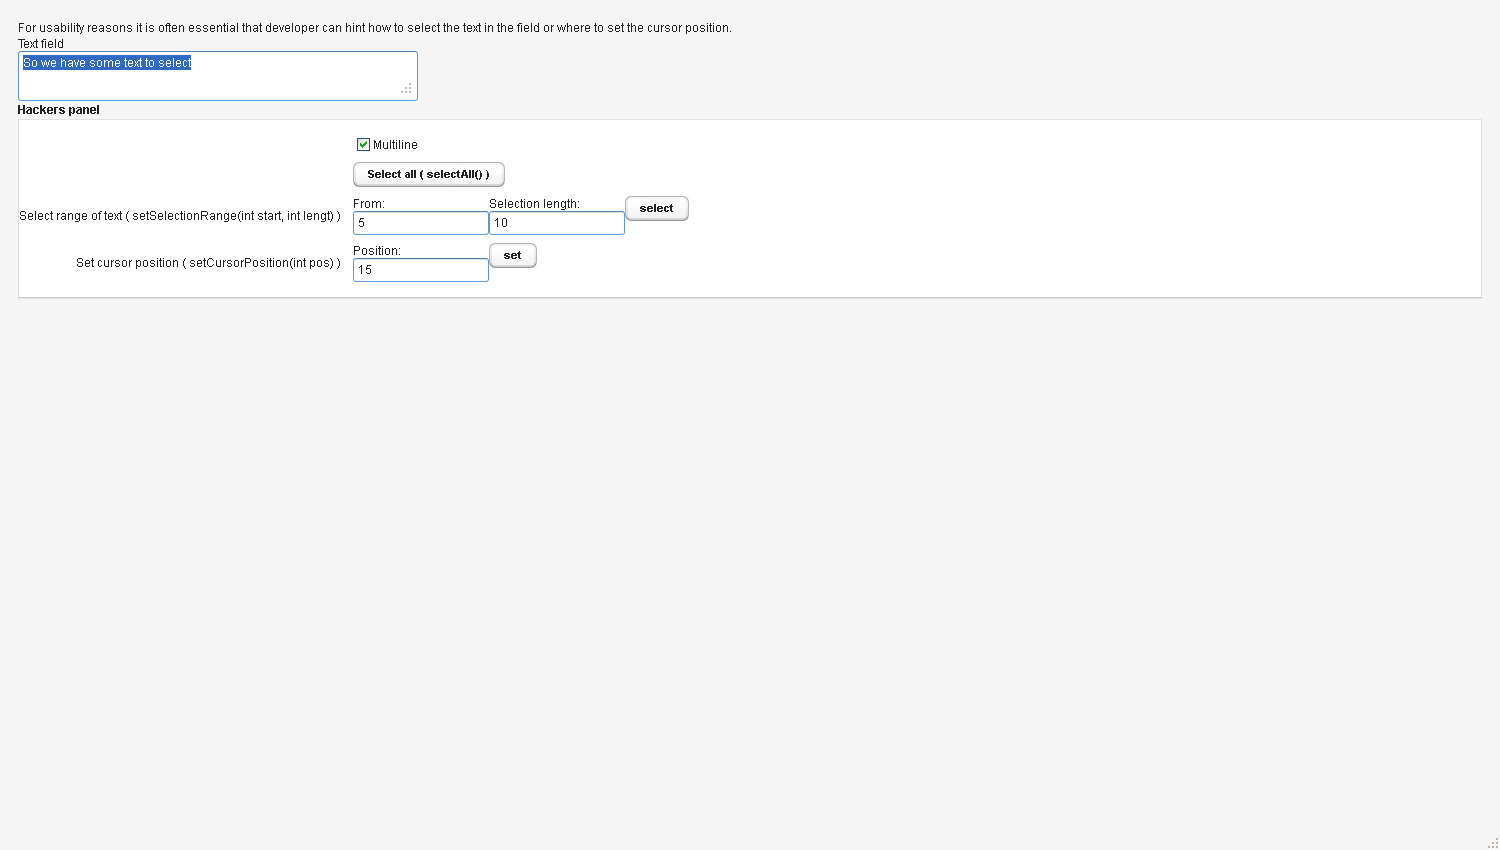 For usability reasons it is often essential that developer can hint how to select the text in the field or where to set the cursor position.
Text field
So we have some text to select
Hackers panel
Multiline
Select all ( selectAll() )
Select range of text ( setSelectionRange(int start, int lengt) )
From:
5
Selection length:
10
select
Set cursor position ( setCursorPosition(int pos) )
Position:
15
set